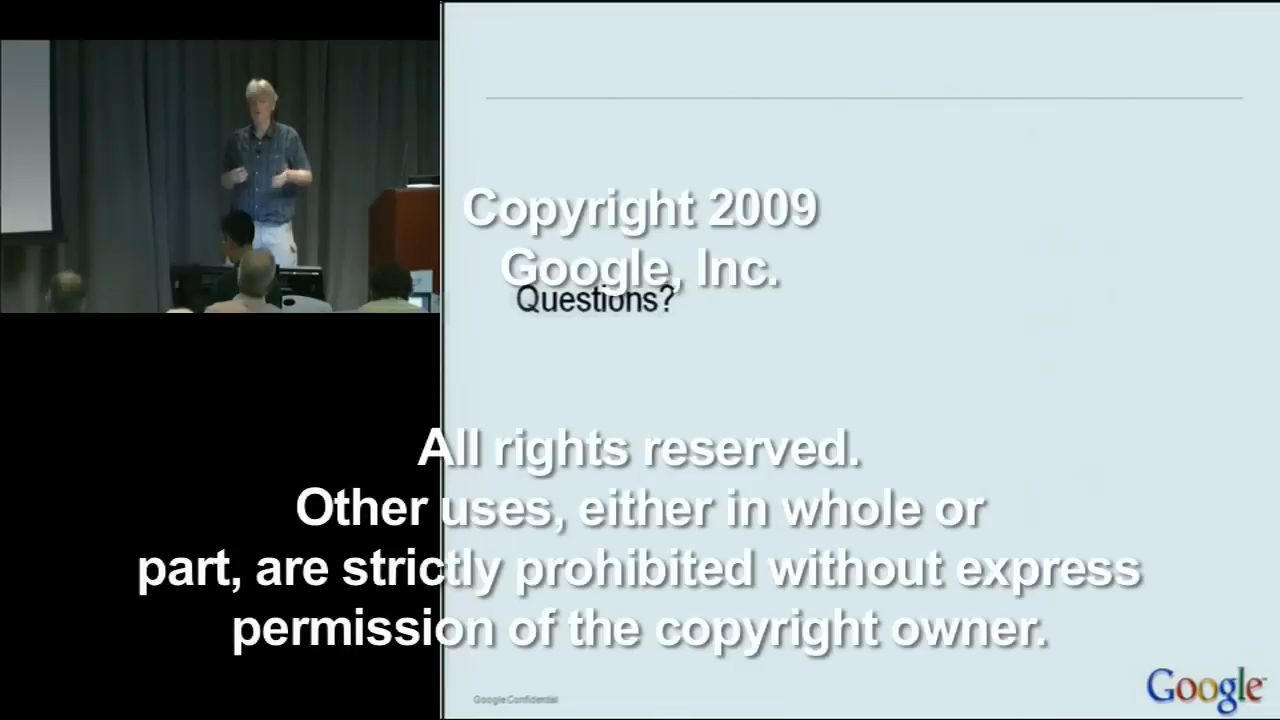 Copyright 2009
Google, Inc.
Questions?
All rights reserved.
Other uses, either in whole or
part, are strictly prohibited without express
permission of the copyright owner.
Google Confidential
Google